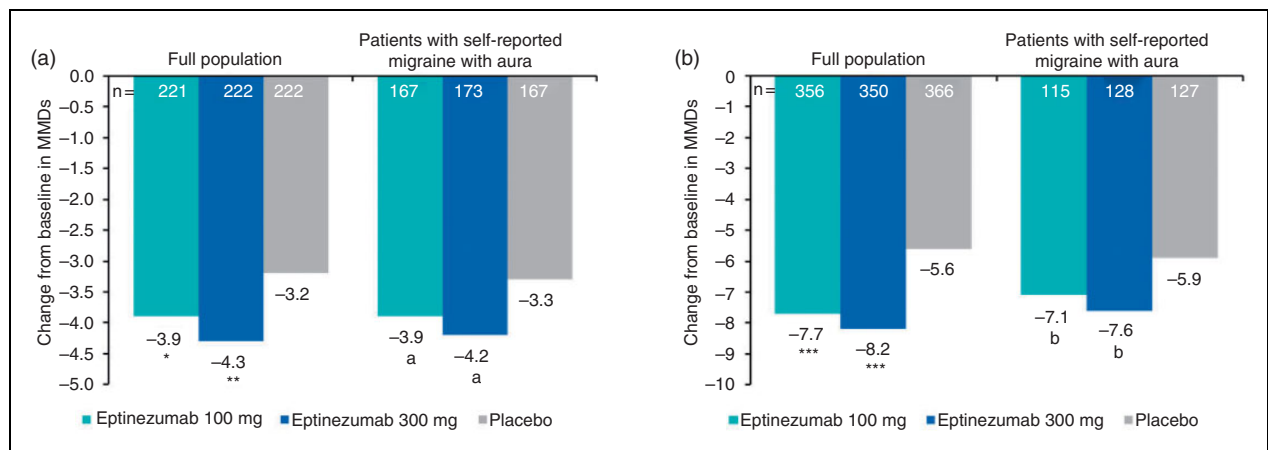 (a)
Full population
Patients with self-reported
migraine with aura
Change from baseline in MMDs
0.0
–0.5
–1.0
–1.5
–2.0
–2.5
–3.0
–3.5
–4.0
–4.5
–5.0
n= 221 222 222 167 173 167
–3.9
*
–4.3
**
–3.2
–3.9
a
–4.2
a
–3.3
Eptinezumab 100 mg Eptinezumab 300 mg Placebo
(b)
Full population
Patients with self-reported
migraine with aura
Change from baseline in MMDs
0
–1
–2
–3
–4
–5
–6
–7
–8
–9
–10
n= 356 350 366 115 128 127
–7.7
***
–8.2
***
–5.6
–7.1
b
–7.6
b
–5.9
Eptinezumab 100 mg Eptinezumab 300 mg Placebo